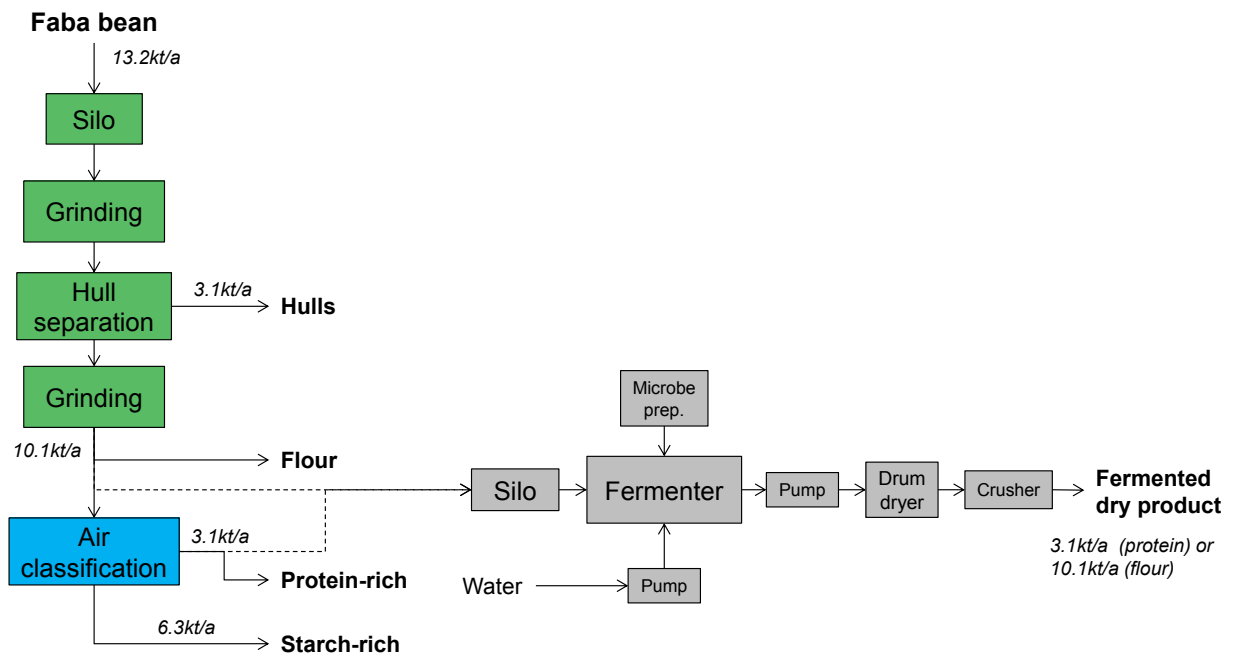 Faba bean
13.2kt/a
Silo
Grinding
Hull
separation
3.1kt/a
Hulls
Grinding
10.1kt/a
Flour
Air
classification
3.1kt/a
Protein-rich
6.3kt/a
Starch-rich
Microbe
prep.
Silo
Fermenter
Pump
Drum
dryer
Crusher
Fermented
dry product
3.1kt/a (protein) or
10.1kt/a (flour)
Water
Pump